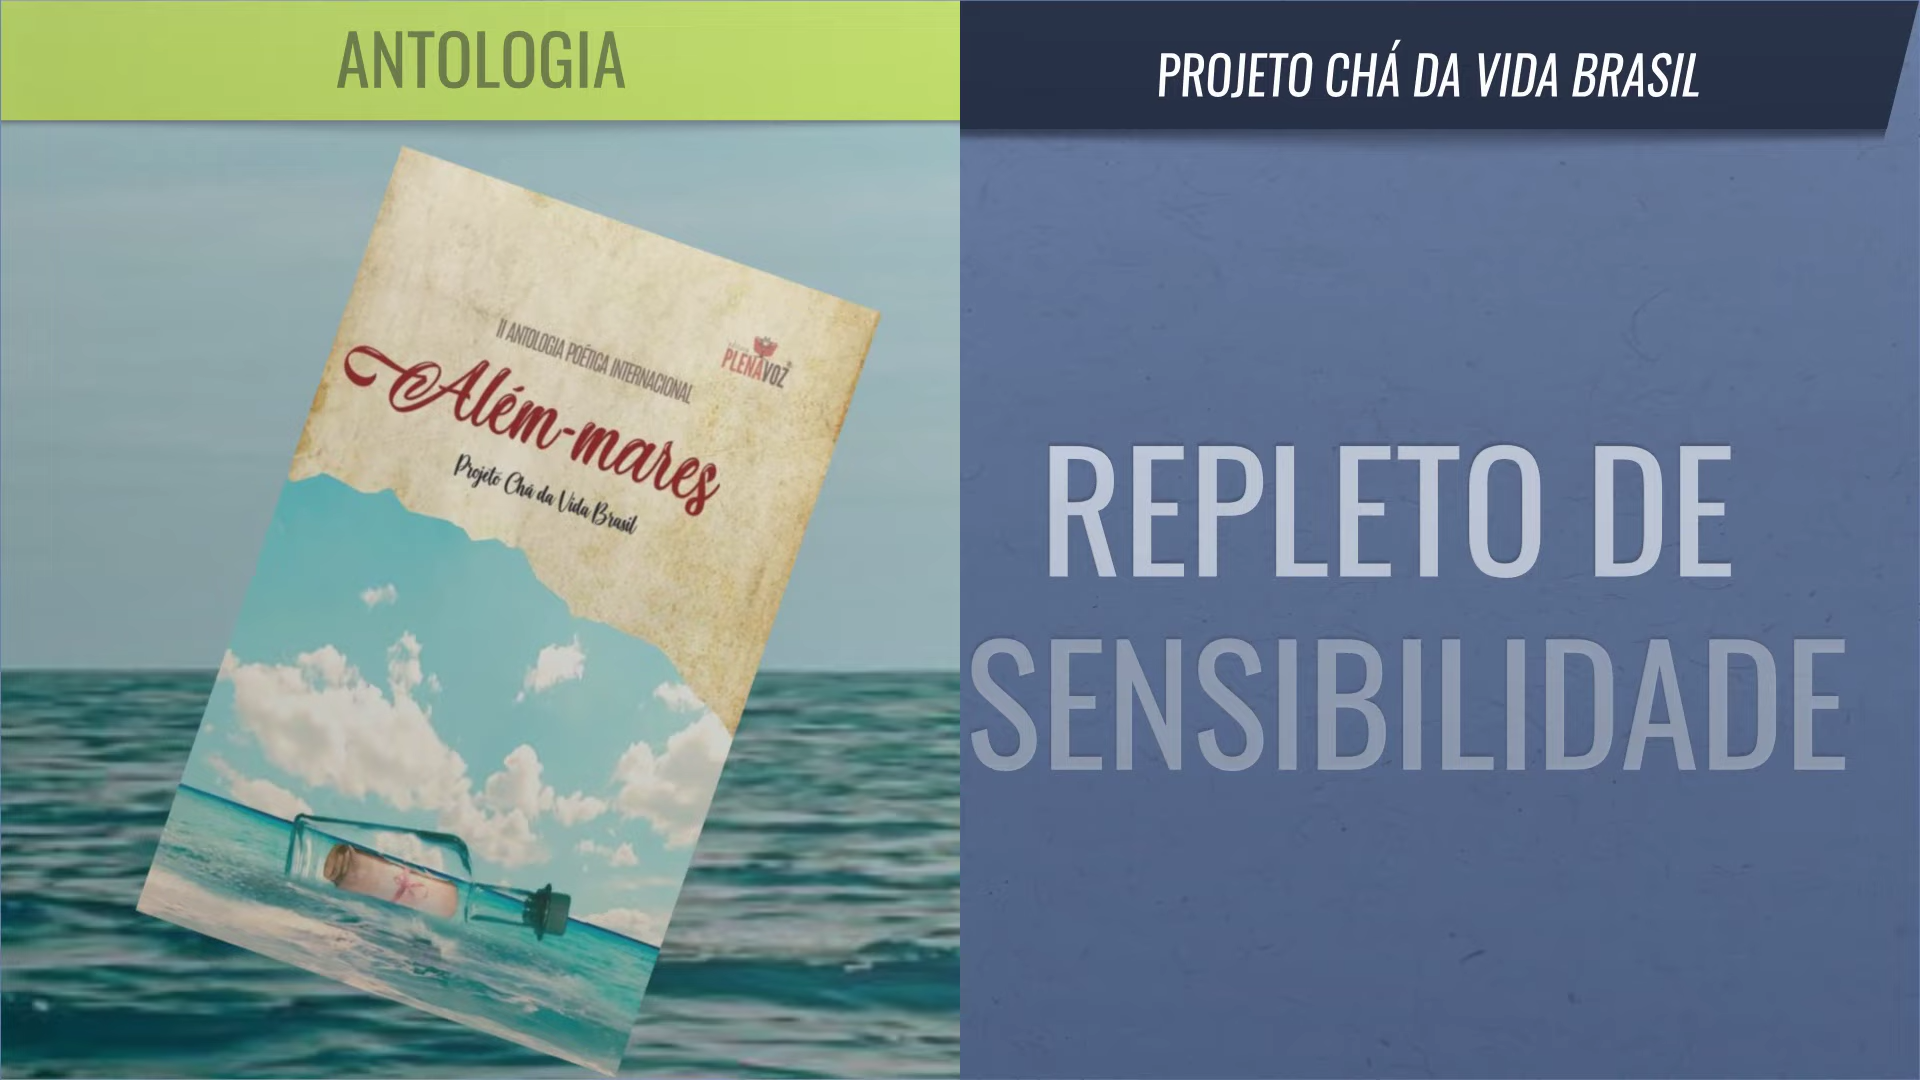 ANTOLOGIA
II ANTOLOGIA POÉTICA INTERNACIONAL
PLENAVOZ
Além-mares
Projeto Chá da Vida Brasil
PROJETO CHÁ DA VIDA BRASIL
REPLETO DE
SENSIBILIDADE